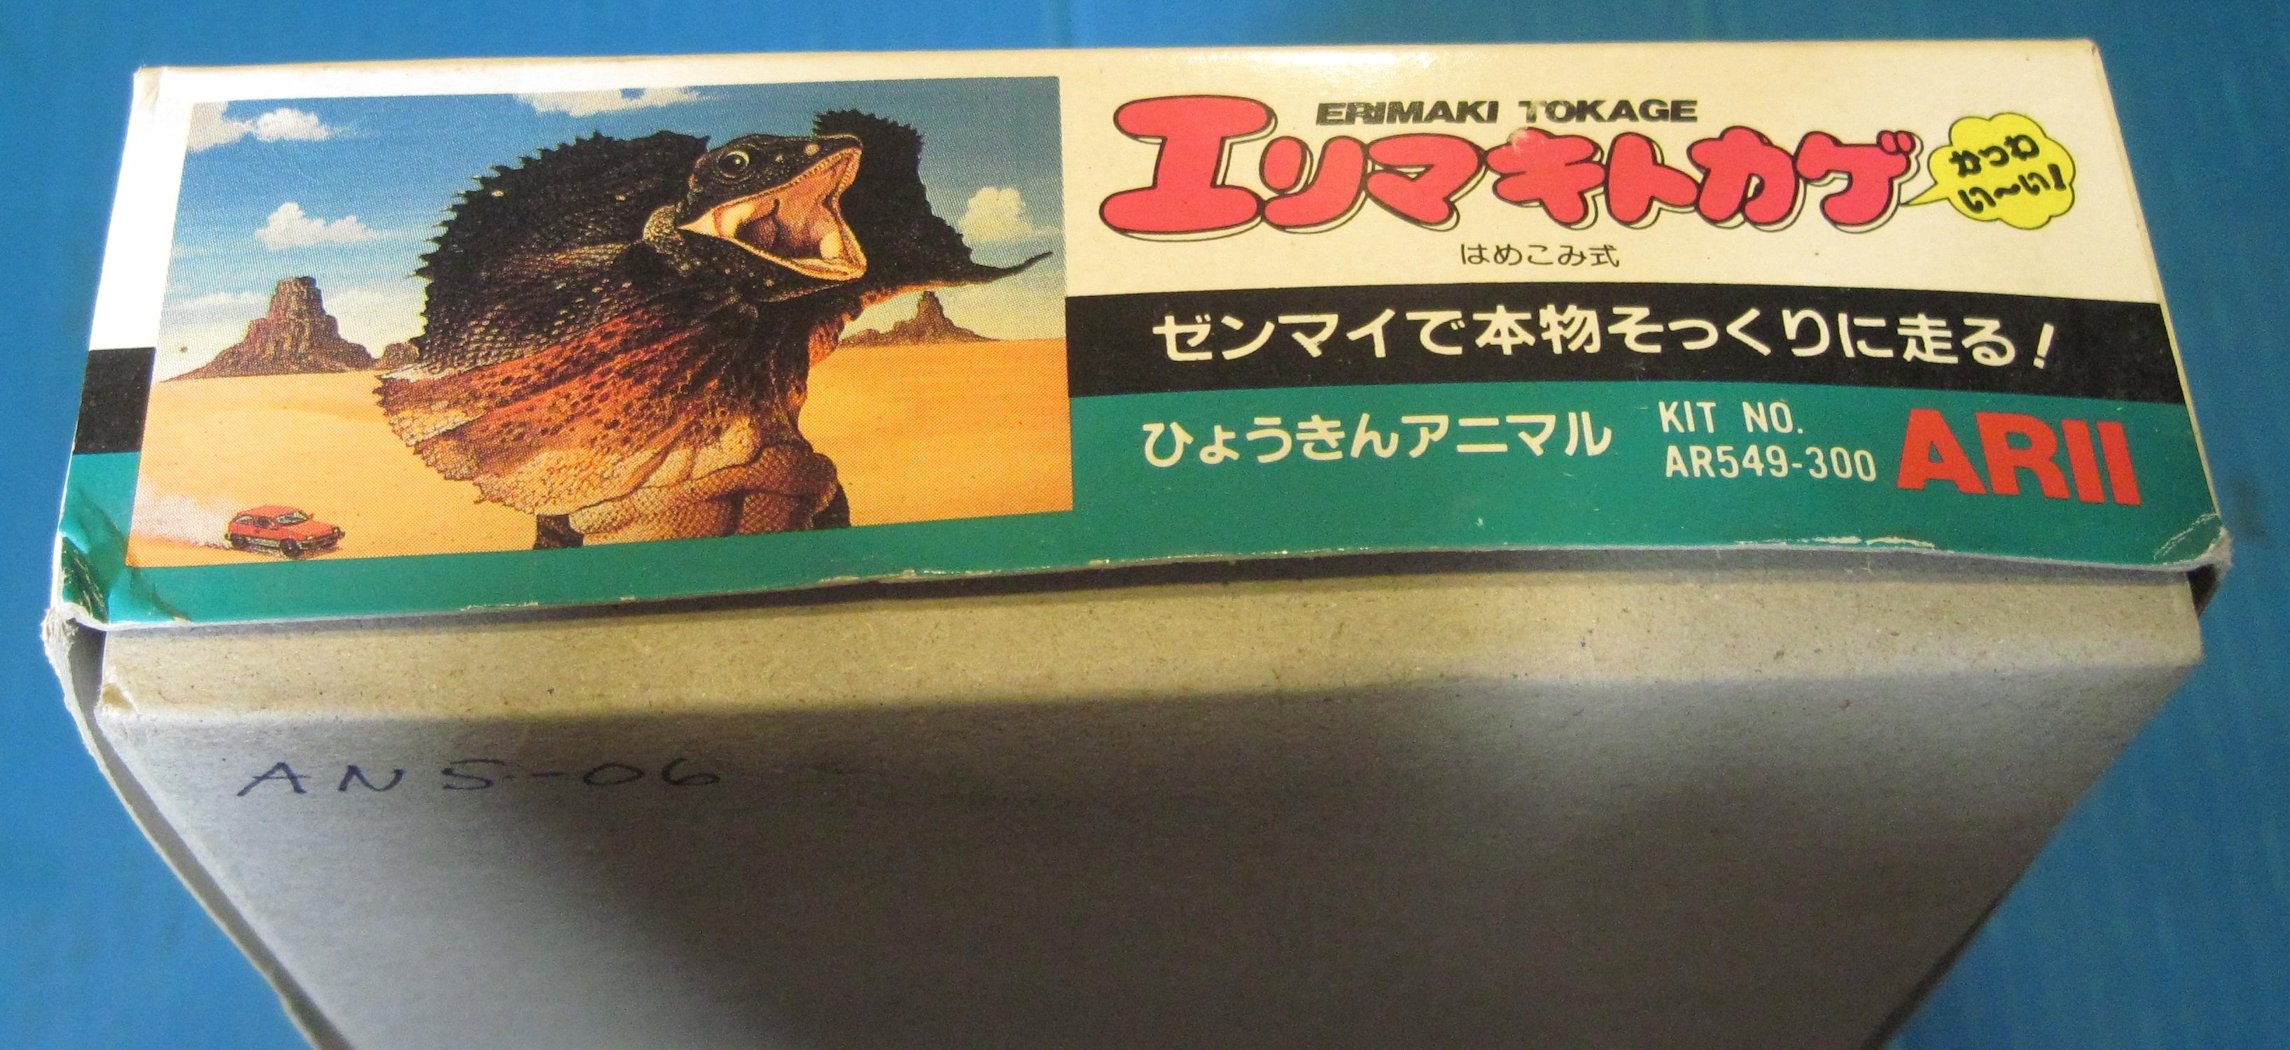 ERIMAKI TOKAGE
エリマキトカゲ
かっわ
い〜い!
はめこみ式
ゼンマイで本物そっくりに走る!
ひょうきんアニマル
KIT NO.
AR549-300
ARII
ANS-06